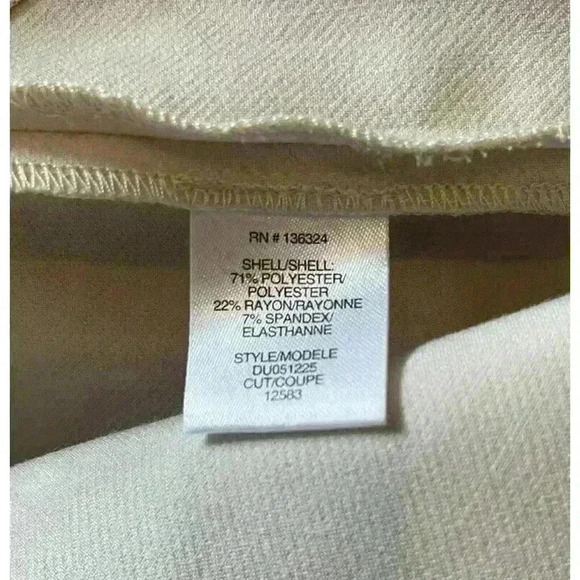 RN # 136324
SHELL/SHELL:
71% POLYESTER/
POLYESTER
22% RAYON/RAYONNE
7% SPANDEX/
ELASTHANNE
STYLE/MODELE
DU051225
CUT/COUPE
12583